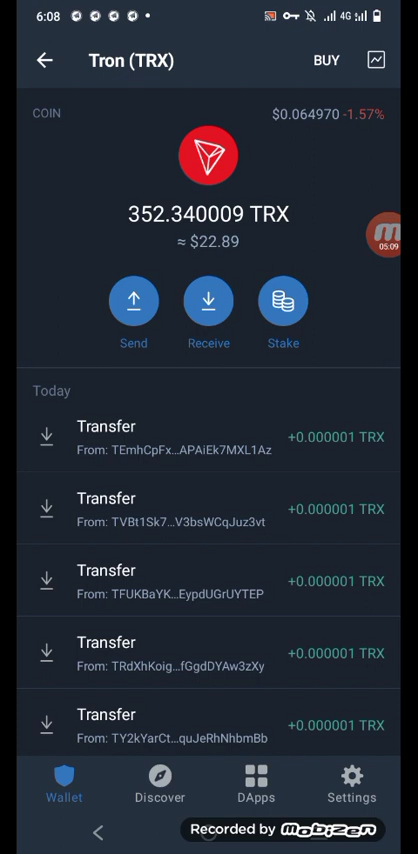 6:08
4G
Tron (TRX)
BUY
COIN
$0.064970 -1.57%
352.340009 TRX
≈ $22.89
05:09
Send
Receive
Stake
Today
Transfer
+0.000001 TRX
From: TEmhCpFx...APAiEk7MXL1Az
Transfer
+0.000001 TRX
From: TVBt1Sk7...V3bsWCqJuz3vt
Transfer
+0.000001 TRX
From: TFUKBaYK...EypdUGrUYTEP
Transfer
+0.000001 TRX
From: TRdXhKoig...fGgdDYAw3zXy
Transfer
+0.000001 TRX
From: TY2kYarCt...quJeRhNhbmBb
Wallet
Discover
DApps
Settings
Recorded by mobizen